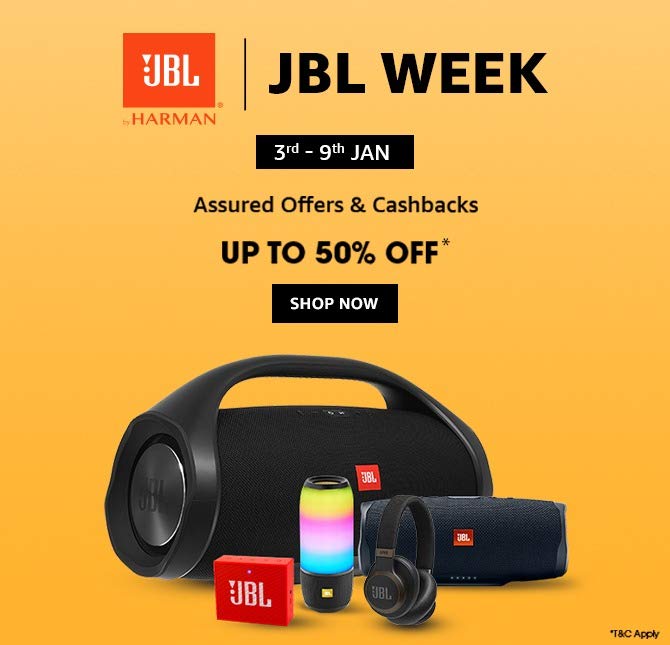 JBL
by HARMAN®
JBL WEEK
3rd - 9th JAN
Assured Offers & Cashbacks
UP TO 50% OFF*
SHOP NOW
JBL
JBL
JBL
JBL
JBL
*T&C Apply